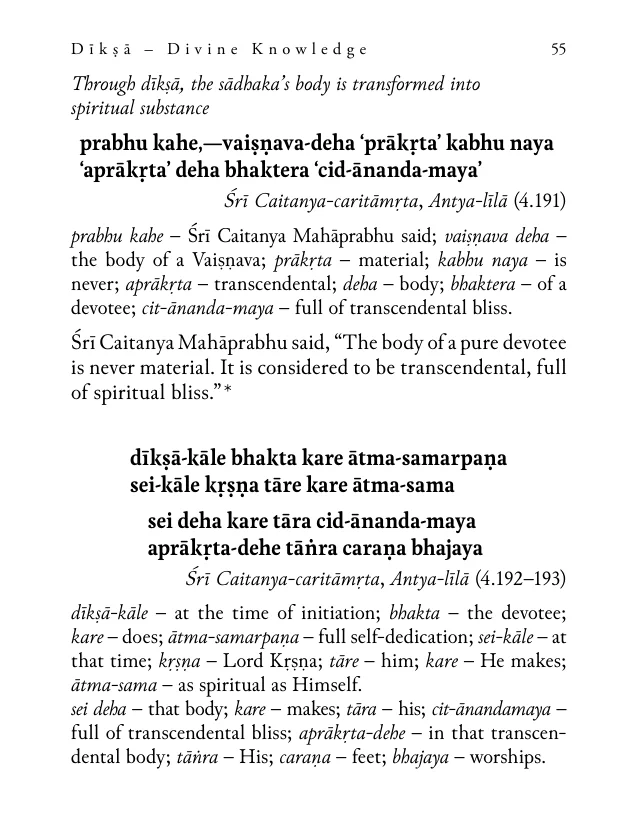 Dīkṣā – Divine Knowledge 55
Through dīkṣā, the sādhaka’s body is transformed into
spiritual substance
prabhu kahe,—vaiṣṇava-deha ‘prākṛta’ kabhu naya
‘aprākṛta’ deha bhaktera ‘cid-ānanda-maya’
Śrī Caitanya-caritāmṛta, Antya-līlā (4.191)
prabhu kahe – Śrī Caitanya Mahāprabhu said; vaiṣṇava deha –
the body of a Vaiṣṇava; prākṛta – material; kabhu naya – is
never; aprākṛta – transcendental; deha – body; bhaktera – of a
devotee; cit-ānanda-maya – full of transcendental bliss.
Śrī Caitanya Mahāprabhu said, “The body of a pure devotee
is never material. It is considered to be transcendental, full
of spiritual bliss.”*
dīkṣā-kāle bhakta kare ātma-samarpaṇa
sei-kāle kṛṣṇa tāre kare ātma-sama
sei deha kare tāra cid-ānanda-maya
aprākṛta-dehe tāṅra caraṇa bhajaya
Śrī Caitanya-caritāmṛta, Antya-līlā (4.192–193)
dīkṣā-kāle – at the time of initiation; bhakta – the devotee;
kare – does; ātma-samarpaṇa – full self-dedication; sei-kāle – at
that time; kṛṣṇa – Lord Kṛṣṇa; tāre – him; kare – He makes;
ātma-sama – as spiritual as Himself.
sei deha – that body; kare – makes; tāra – his; cit-ānandamaya –
full of transcendental bliss; aprākṛta-dehe – in that transcen-
dental body; tāṅra – His; caraṇa – feet; bhajaya – worships.